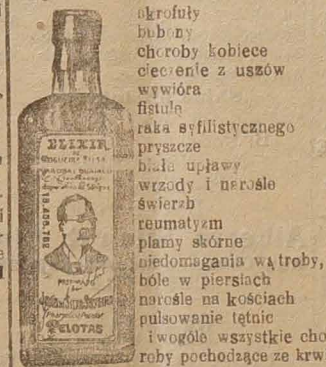 ELIXIR
PELOTAS
skrofuły
bubony
choroby kobiece
cieczenie z uszów
wywióra
fistule
raka syfilistycznego
pryszcze
białe upławy
wrzody i narośle
świerzb
reumatyzm
plamy skórne
niedomagania wątroby,
bóle w piersiach
narośle na kościach
pulsowanie tętnic
i wogóle wszystkie cho
roby pochodzące ze krw